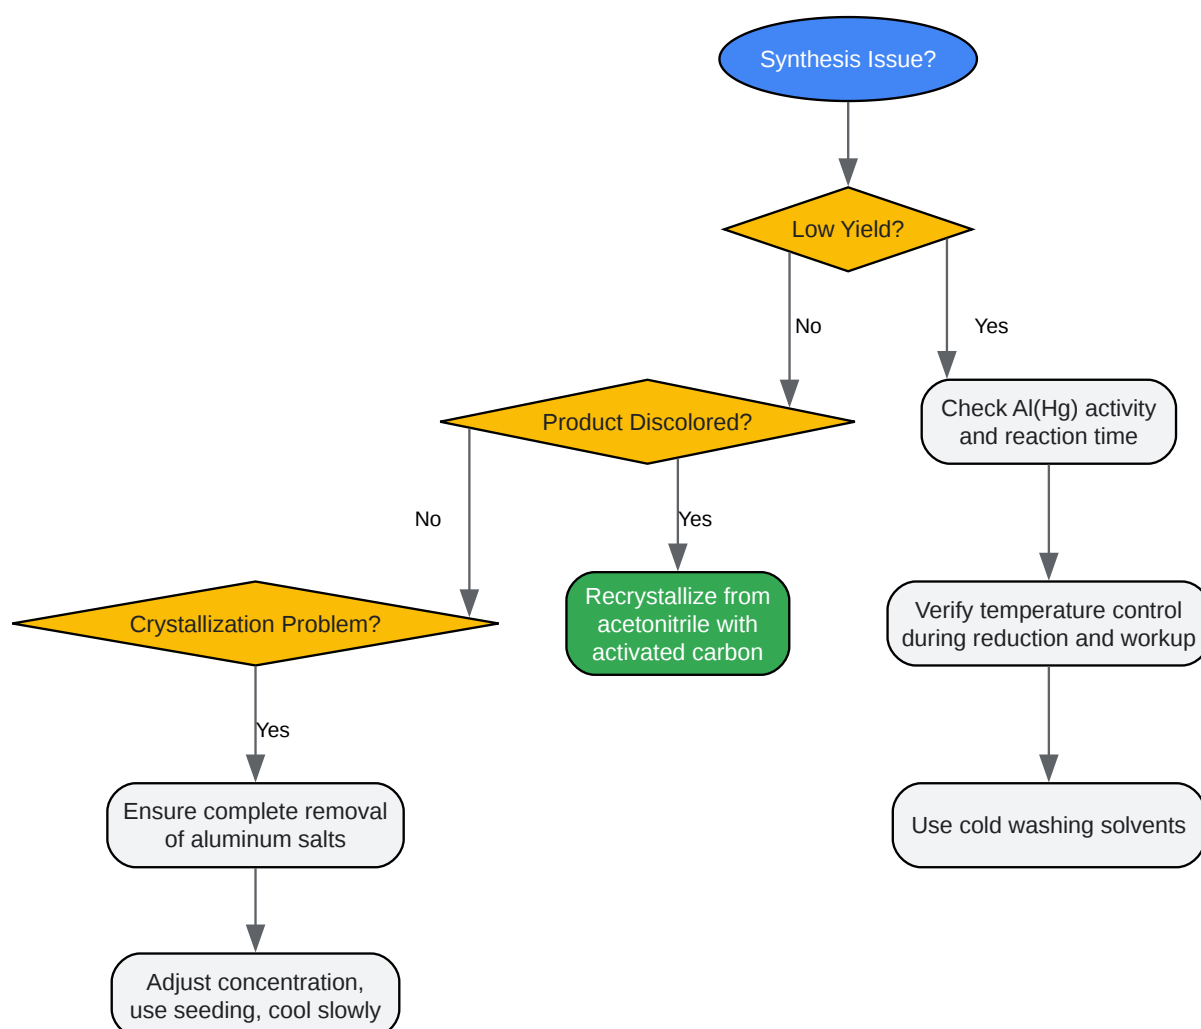 Synthesis Issue?
Low Yield?
No
Yes
Product Discolored?
Check Al(Hg) activity
and reaction time
No
Yes
Crystallization Problem?
Recrystallize from
acetonitrile with
activated carbon
Verify temperature control
during reduction and workup
Yes
Ensure complete removal
of aluminum salts
Use cold washing solvents
Adjust concentration,
use seeding, cool slowly